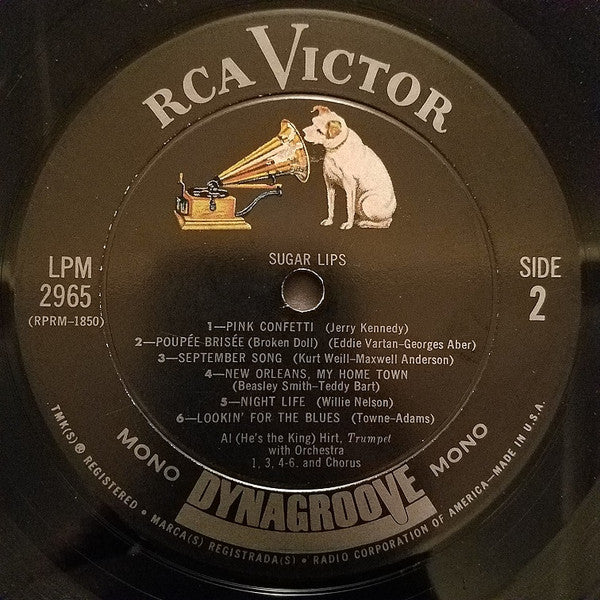 RCA VICTOR
SUGAR LIPS
LPM
2965
(RPRM–1850)
SIDE
2
1—PINK CONFETTI (Jerry Kennedy)
2—POUPÉE BRISÉE (Broken Doll) (Eddie Vartan-Georges Aber)
3—SEPTEMBER SONG (Kurt Weill–Maxwell Anderson)
4—NEW ORLEANS, MY HOME TOWN
(Beasley Smith–Teddy Bart)
5—NIGHT LIFE (Willie Nelson)
6—LOOKIN' FOR THE BLUES (Towne-Adams)
Al (He's the King) Hirt, Trumpet
with Orchestra
1, 3, 4-6. and Chorus
MONO DYNAGROOVE MONO
TMK(S) ® REGISTERED • MARCA(S) REGISTRADA(S) • RADIO CORPORATION OF AMERICA—MADE IN U.S.A.